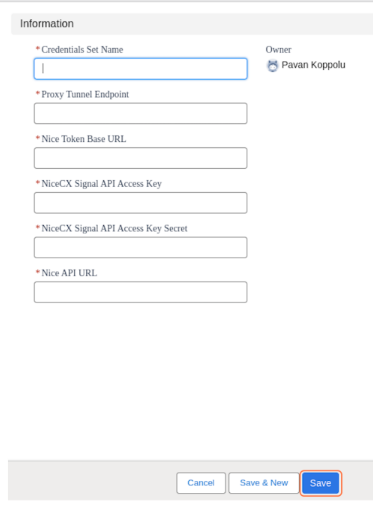 Information
* Credentials Set Name
Owner
Pavan Koppolu
* Proxy Tunnel Endpoint
* Nice Token Base URL
* NiceCX Signal API Access Key
* NiceCX Signal API Access Key Secret
* Nice API URL
Cancel
Save & New
Save